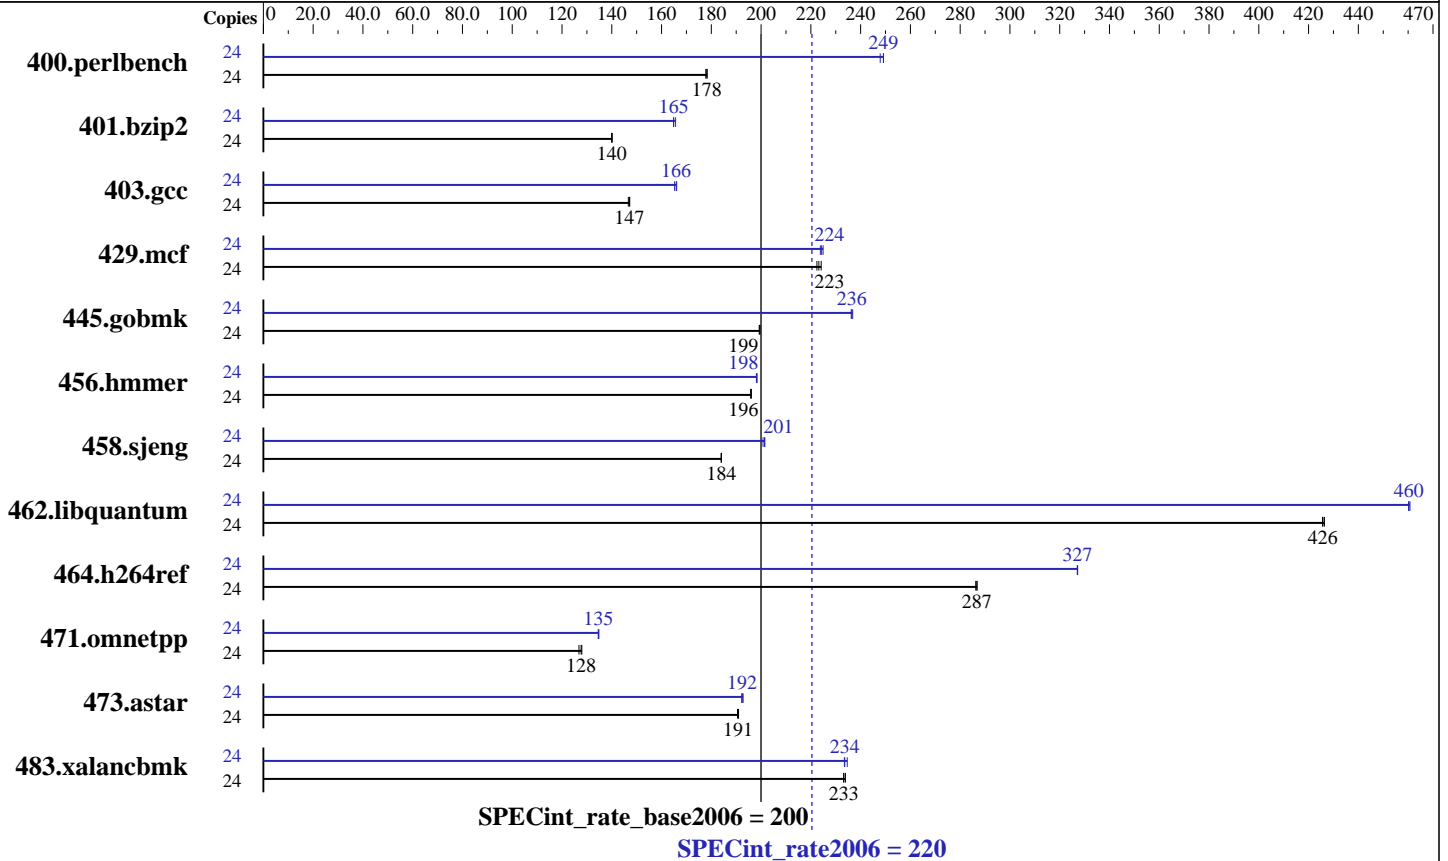 Copies 0 20.0 40.0 60.0 80.0 100 120 140 160 180 200 220 240 260 280 300 320 340 360 380 400 420 440 470
400.perlbench 24 249
24 178
401.bzip2 24 165
24 140
403.gcc 24 166
24 147
429.mcf 24 224
24 223
445.gobmk 24 236
24 199
456.hmmer 24 198
24 196
458.sjeng 24 201
24 184
462.libquantum 24 460
24 426
464.h264ref 24 327
24 287
471.omnetpp 24 135
24 128
473.astar 24 192
24 191
483.xalancbmk 24 234
24 233
SPECint_rate_base2006 = 200
SPECint_rate2006 = 220